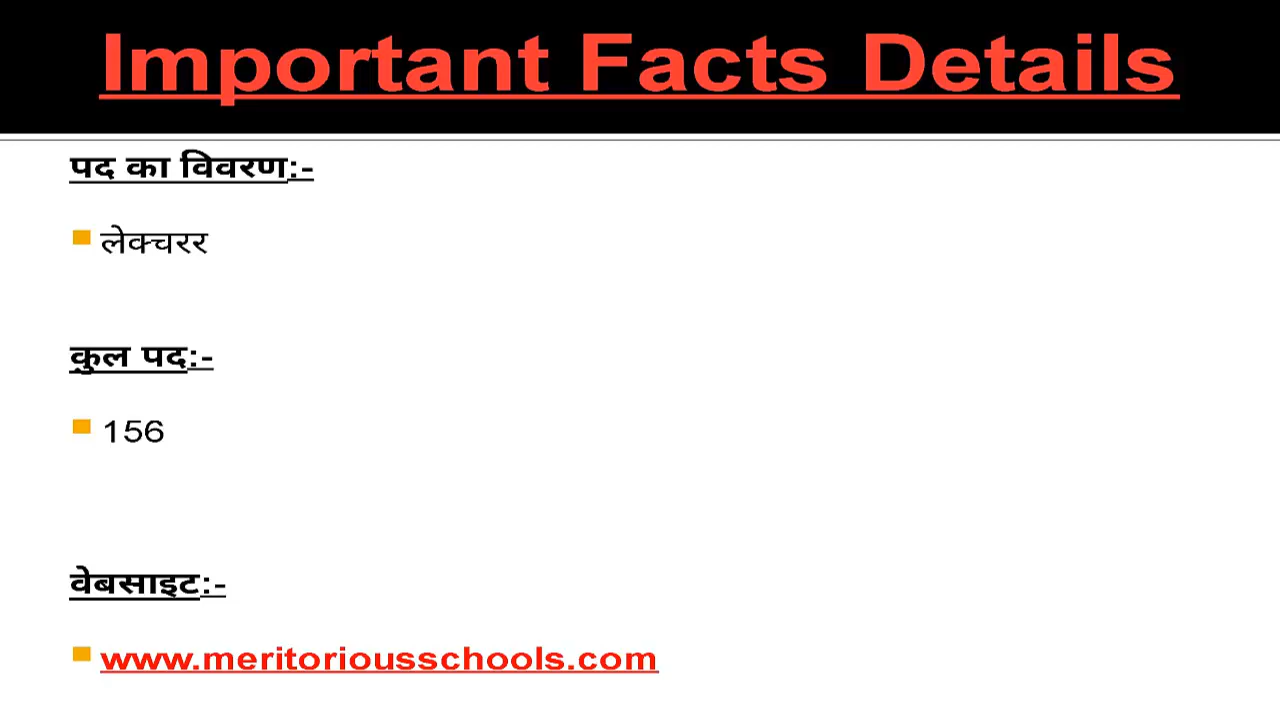 Important Facts Details
पद का विवरण:-
लेक्चरर
कुल पद:-
156
वेबसाइट:-
www.meritoriousschools.com